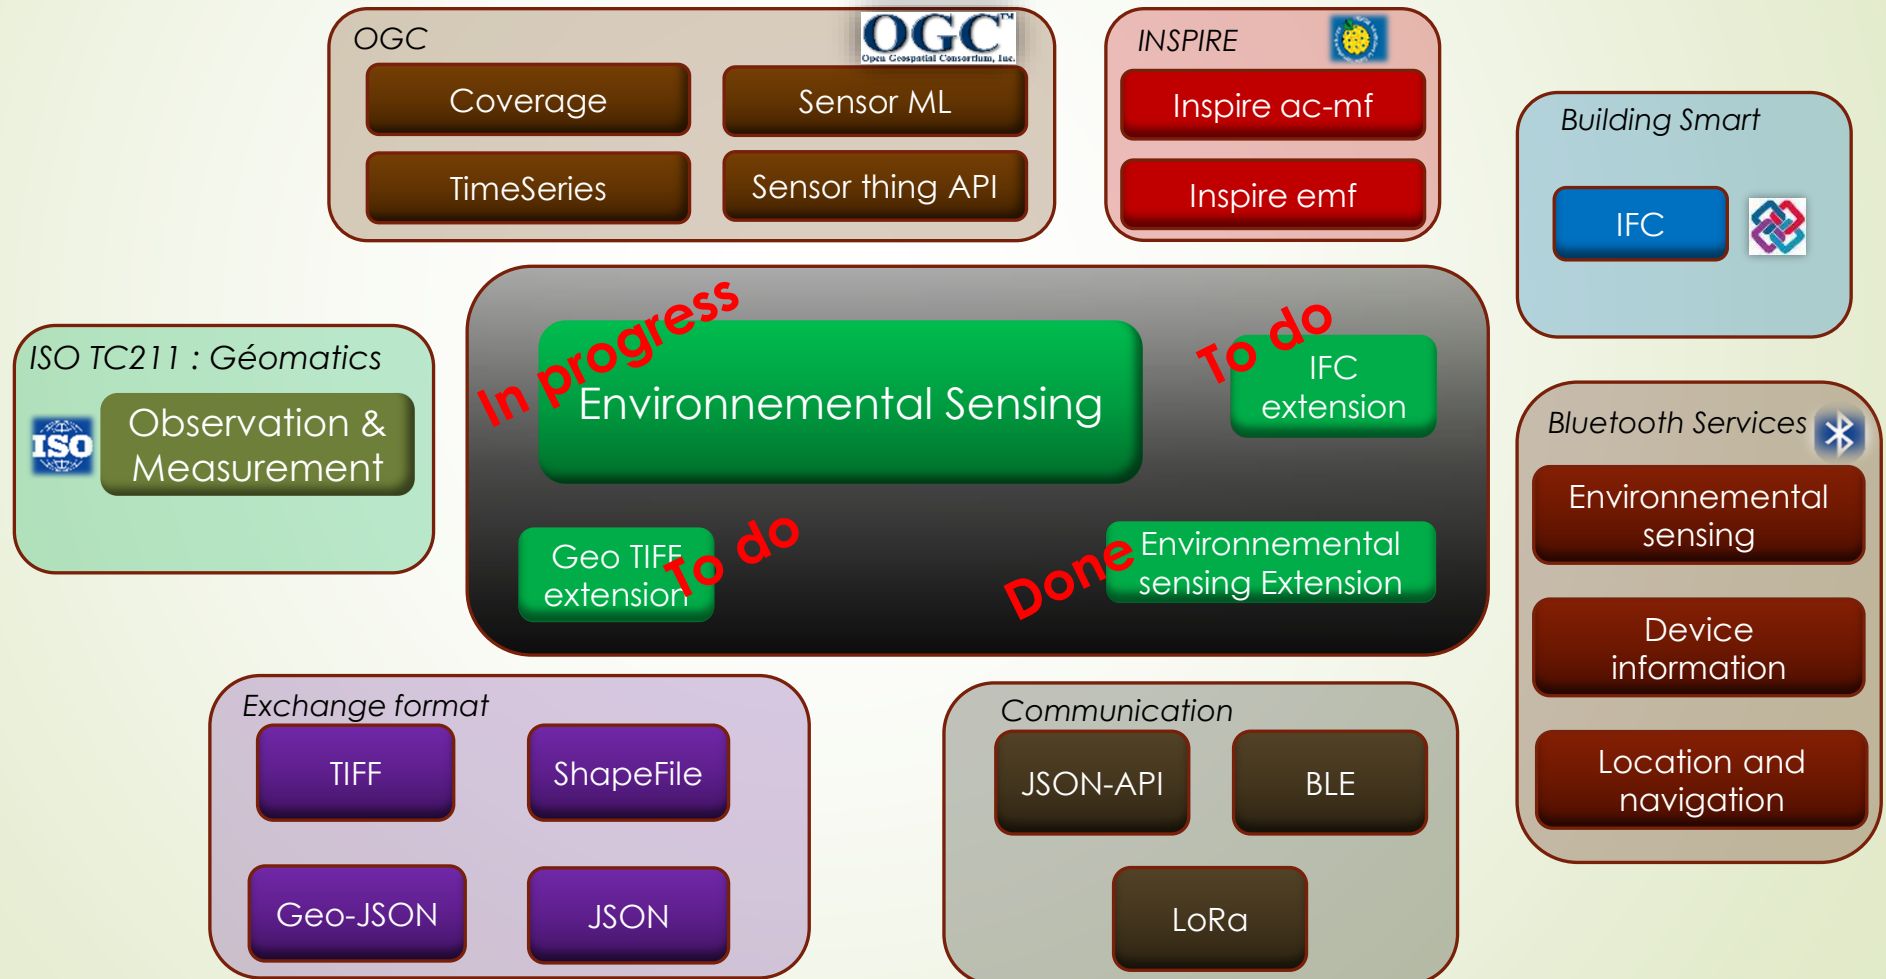 OGC
OGC™
Open Geospatial Consortium, Inc.
Coverage
Sensor ML
TimeSeries
Sensor thing API
INSPIRE
Inspire ac-mf
Inspire emf
Building Smart
IFC
ISO TC211 : Géomatics
ISO
Observation &
Measurement
In progress
Environnemental Sensing
To do
IFC
extension
Geo TIFF
extension
To do
Done
Environnemental
sensing Extension
Bluetooth Services
Environnemental
sensing
Device
information
Location and
navigation
Exchange format
TIFF
ShapeFile
Geo-JSON
JSON
Communication
JSON-API
BLE
LoRa